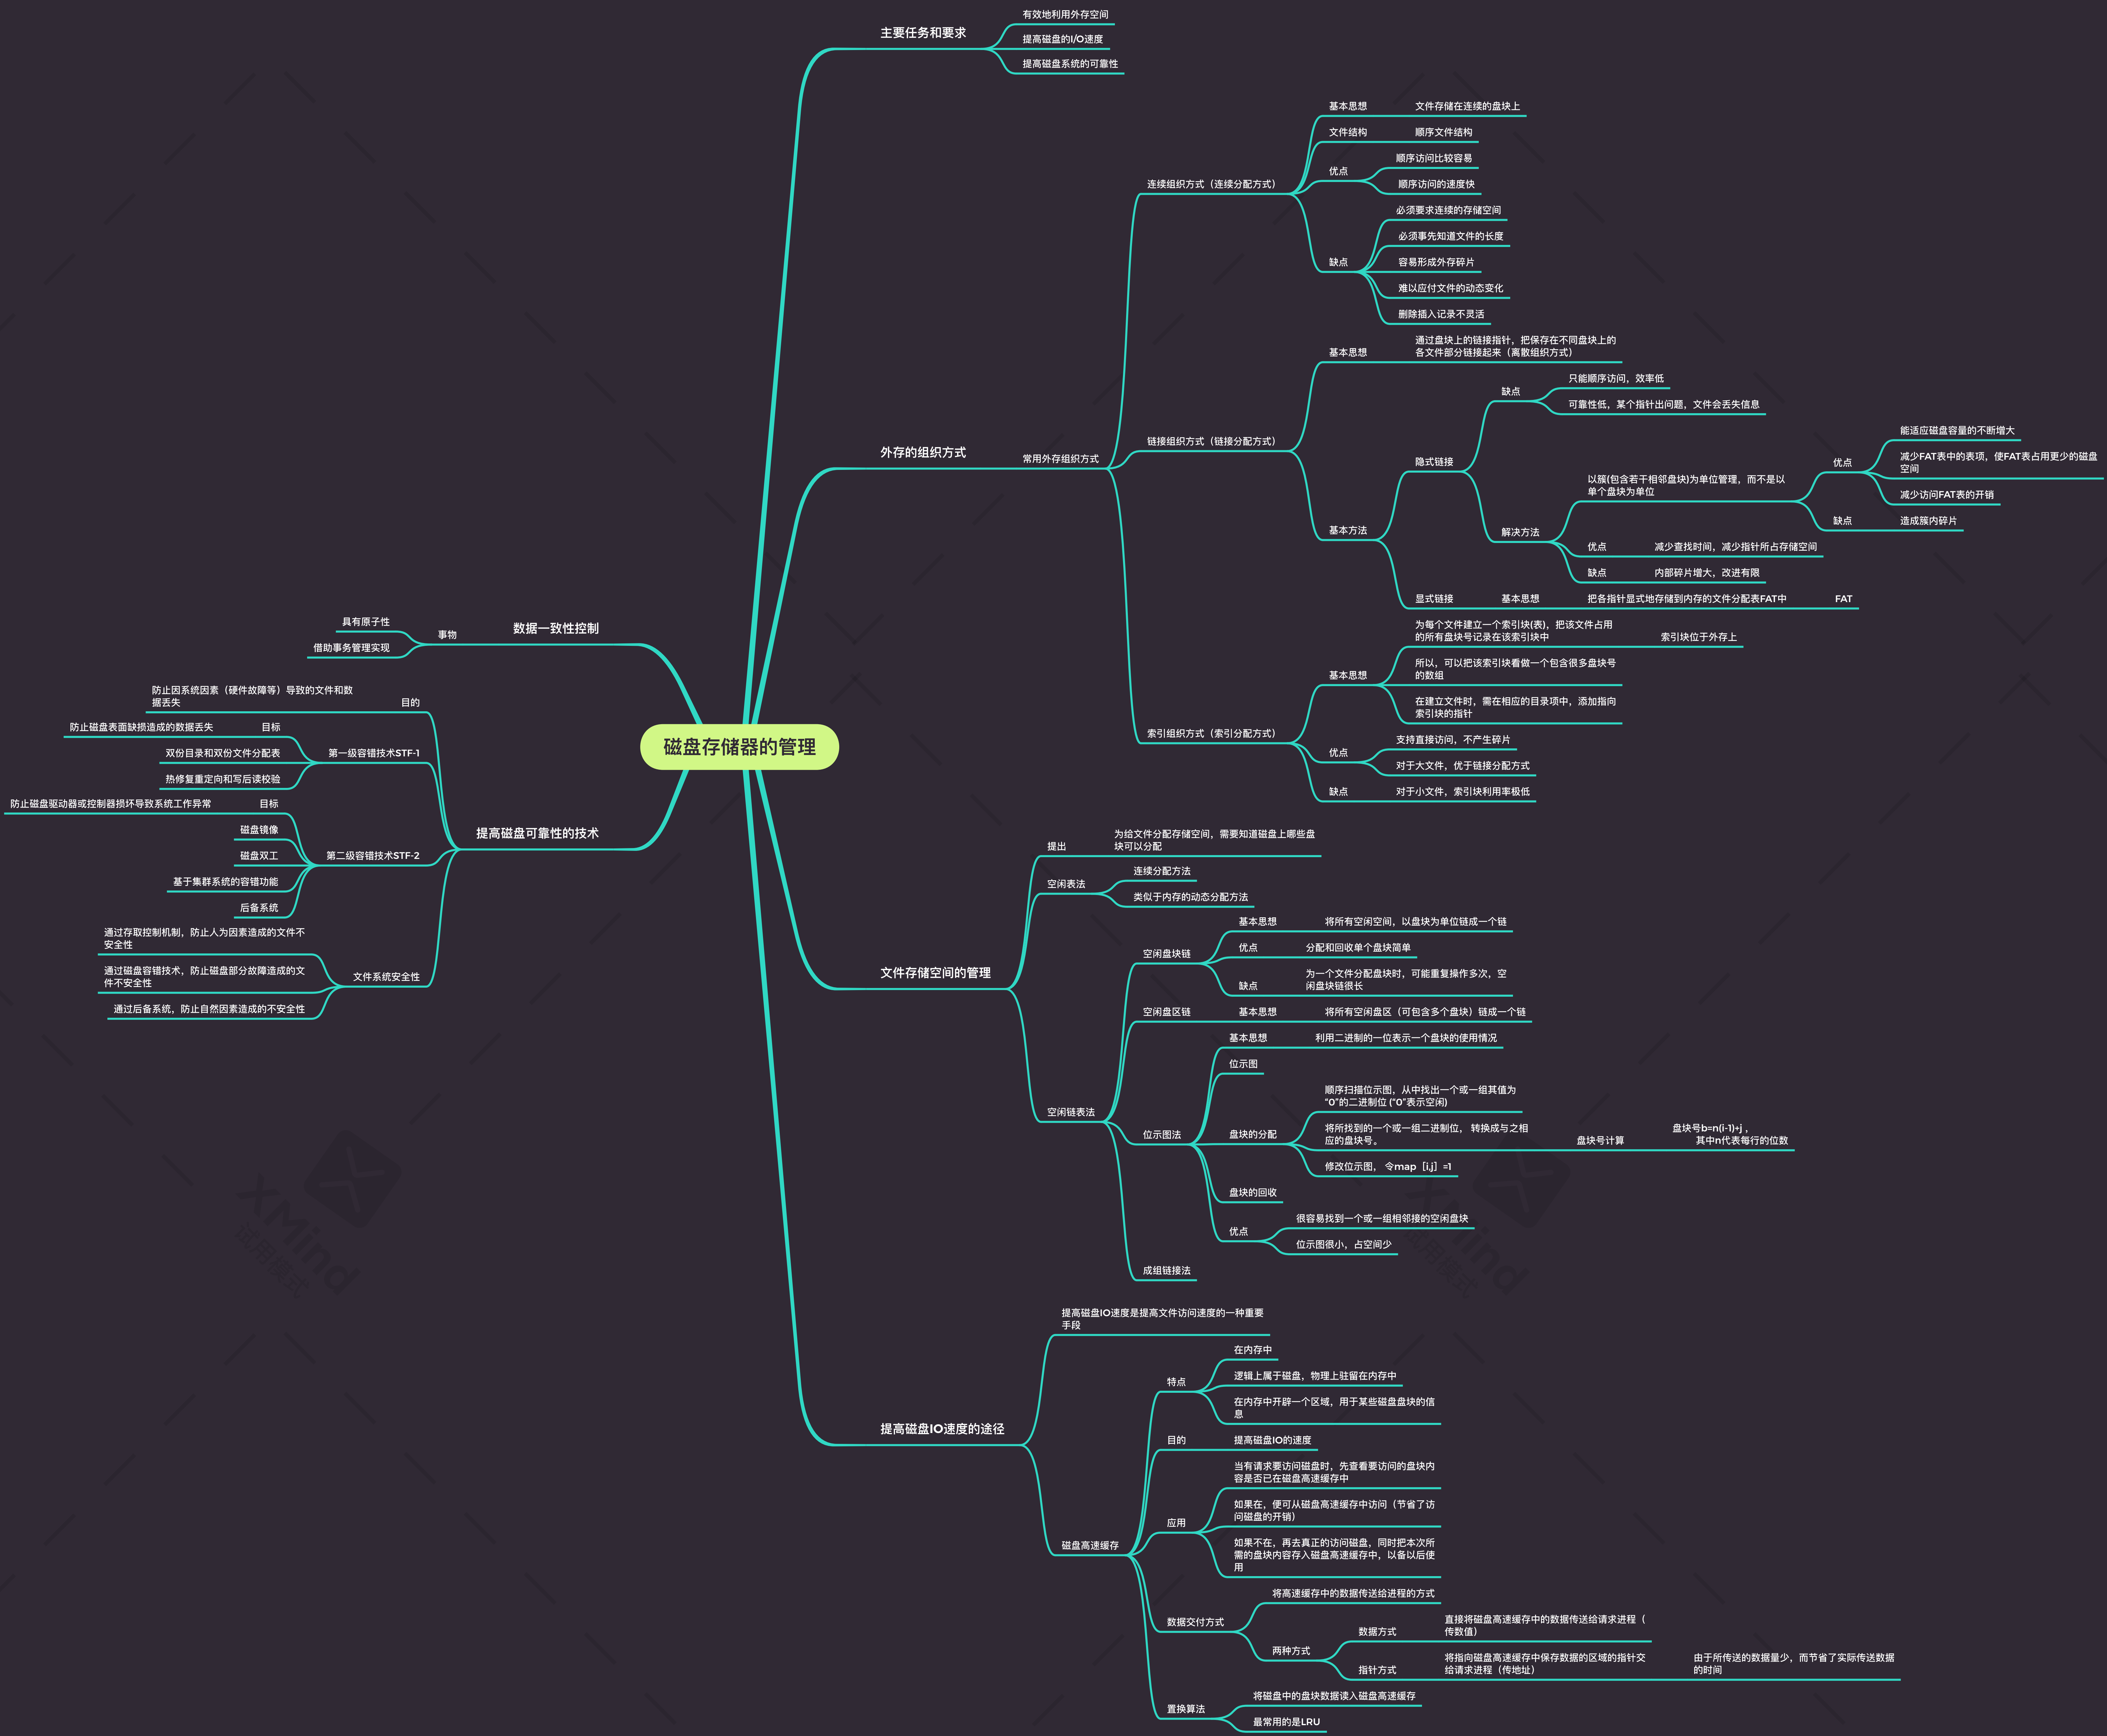 磁盘存储器的管理
主要任务和要求
有效地利用外存空间
提高磁盘的I/O速度
提高磁盘系统的可靠性
外存的组织方式
常用外存组织方式
连续组织方式（连续分配方式）
基本思想
文件存储在连续的盘块上
文件结构
顺序文件结构
优点
顺序访问比较容易
顺序访问的速度快
缺点
必须要求连续的存储空间
必须事先知道文件的长度
容易形成外存碎片
难以应付文件的动态变化
删除插入记录不灵活
链接组织方式（链接分配方式）
基本思想
通过盘块上的链接指针，把保存在不同盘块上的
各文件部分链接起来（离散组织方式）
基本方法
隐式链接
缺点
只能顺序访问，效率低
可靠性低，某个指针出问题，文件会丢失信息
解决方法
以簇(包含若干相邻盘块)为单位管理，而不是以
单个盘块为单位
优点
能适应磁盘容量的不断增大
减少FAT表中的表项，使FAT表占用更少的磁盘
空间
减少访问FAT表的开销
缺点
造成簇内碎片
优点
减少查找时间，减少指针所占存储空间
缺点
内部碎片增大，改进有限
显式链接
基本思想
把各指针显式地存储到内存的文件分配表FAT中
FAT
索引组织方式（索引分配方式）
基本思想
为每个文件建立一个索引块(表)，把该文件占用
的所有盘块号记录在该索引块中
索引块位于外存上
所以，可以把该索引块看做一个包含很多盘块号
的数组
在建立文件时，需在相应的目录项中，添加指向
索引块的指针
优点
支持直接访问，不产生碎片
对于大文件，优于链接分配方式
缺点
对于小文件，索引块利用率极低
文件存储空间的管理
提出
为给文件分配存储空间，需要知道磁盘上哪些盘
块可以分配
空闲表法
连续分配方法
类似于内存的动态分配方法
空闲链表法
空闲盘块链
基本思想
将所有空闲空间，以盘块为单位链成一个链
优点
分配和回收单个盘块简单
缺点
为一个文件分配盘块时，可能重复操作多次，空
闲盘块链很长
空闲盘区链
基本思想
将所有空闲盘区（可包含多个盘块）链成一个链
位示图法
基本思想
利用二进制的一位表示一个盘块的使用情况
位示图
盘块的分配
顺序扫描位示图，从中找出一个或一组其值为
“0”的二进制位 (“0”表示空闲)
将所找到的一个或一组二进制位， 转换成与之相
应的盘块号。
盘块号计算
盘块号b=n(i-1)+j ，
其中n代表每行的位数
修改位示图， 令map［i,j］=1
盘块的回收
优点
很容易找到一个或一组相邻接的空闲盘块
位示图很小，占空间少
成组链接法
提高磁盘IO速度的途径
提高磁盘IO速度是提高文件访问速度的一种重要
手段
磁盘高速缓存
特点
在内存中
逻辑上属于磁盘，物理上驻留在内存中
在内存中开辟一个区域，用于某些磁盘盘块的信
息
目的
提高磁盘IO的速度
应用
当有请求要访问磁盘时，先查看要访问的盘块内
容是否已在磁盘高速缓存中
如果在，便可从磁盘高速缓存中访问（节省了访
问磁盘的开销）
如果不在，再去真正的访问磁盘，同时把本次所
需的盘块内容存入磁盘高速缓存中，以备以后使
用
数据交付方式
将高速缓存中的数据传送给进程的方式
两种方式
数据方式
直接将磁盘高速缓存中的数据传送给请求进程（
传数值）
指针方式
将指向磁盘高速缓存中保存数据的区域的指针交
给请求进程（传地址）
由于所传送的数据量少，而节省了实际传送数据
的时间
置换算法
将磁盘中的盘块数据读入磁盘高速缓存
最常用的是LRU
数据一致性控制
事物
具有原子性
借助事务管理实现
提高磁盘可靠性的技术
目的
防止因系统因素（硬件故障等）导致的文件和数
据丢失
第一级容错技术STF-1
目标
防止磁盘表面缺损造成的数据丢失
双份目录和双份文件分配表
热修复重定向和写后读校验
第二级容错技术STF-2
目标
防止磁盘驱动器或控制器损坏导致系统工作异常
磁盘镜像
磁盘双工
基于集群系统的容错功能
后备系统
文件系统安全性
通过存取控制机制，防止人为因素造成的文件不
安全性
通过磁盘容错技术，防止磁盘部分故障造成的文
件不安全性
通过后备系统，防止自然因素造成的不安全性
XMind
试用模式
XMind
试用模式